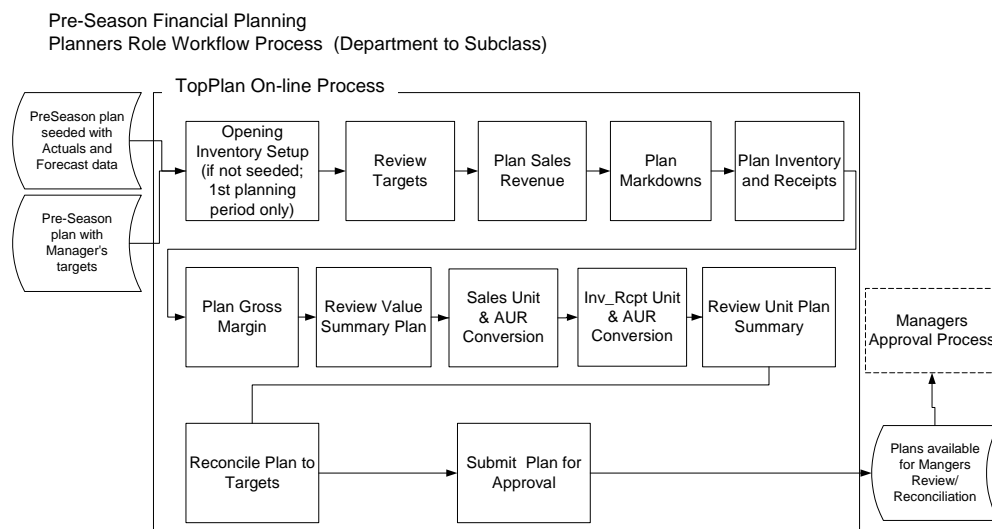 Pre-Season Financial Planning
Planners Role Workflow Process  (Department to Subclass)
TopPlan On-line Process
PreSeason plan
seeded with
Actuals and
Forecast data
Pre-Season
plan with
Manager's
targets
Opening
Inventory Setup
(if not seeded;
1st planning
period only)
Review
Targets
Plan Sales
Revenue
Plan
Markdowns
Plan Inventory
and Receipts
Plan Gross
Margin
Review Value
Summary Plan
Sales Unit
& AUR
Conversion
Inv_Rcpt Unit
& AUR
Conversion
Review Unit Plan
Summary
Managers
Approval Process
Reconcile Plan to
Targets
Submit  Plan for
Approval
Plans available
for Mangers
Review/
Reconciliation